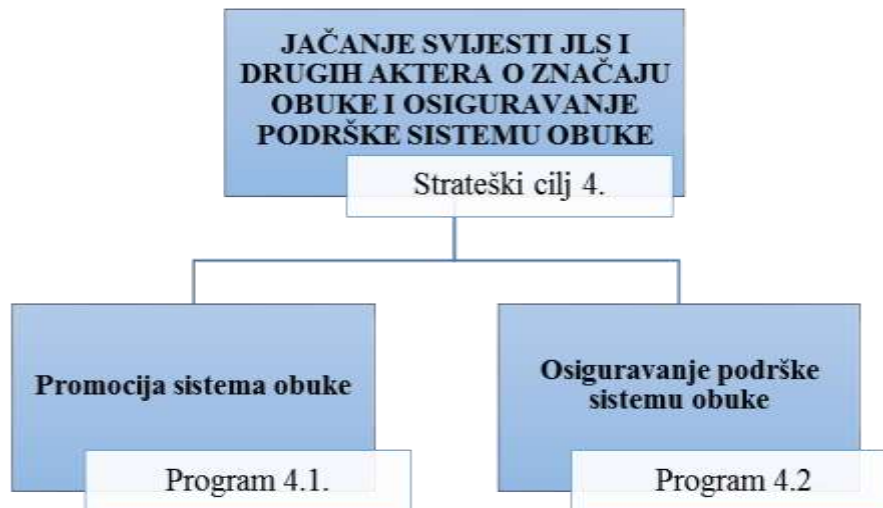 JAČANJE SVIJESTI JLS I
DRUGIH AKTERA O ZNAČAJU
OBUKE I OSIGURAVANJE
PODRŠKE SISTEMU OBUKE
Strateški cilj 4.
Promocija sistema obuke
Program 4.1.
Osiguravanje podrške
sistemu obuke
Program 4.2